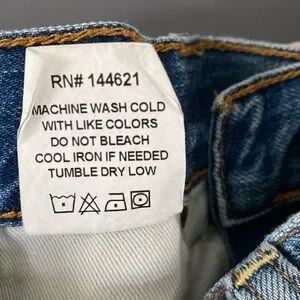 RN# 144621
MACHINE WASH COLD
WITH LIKE COLORS
DO NOT BLEACH
COOL IRON IF NEEDED
TUMBLE DRY LOW